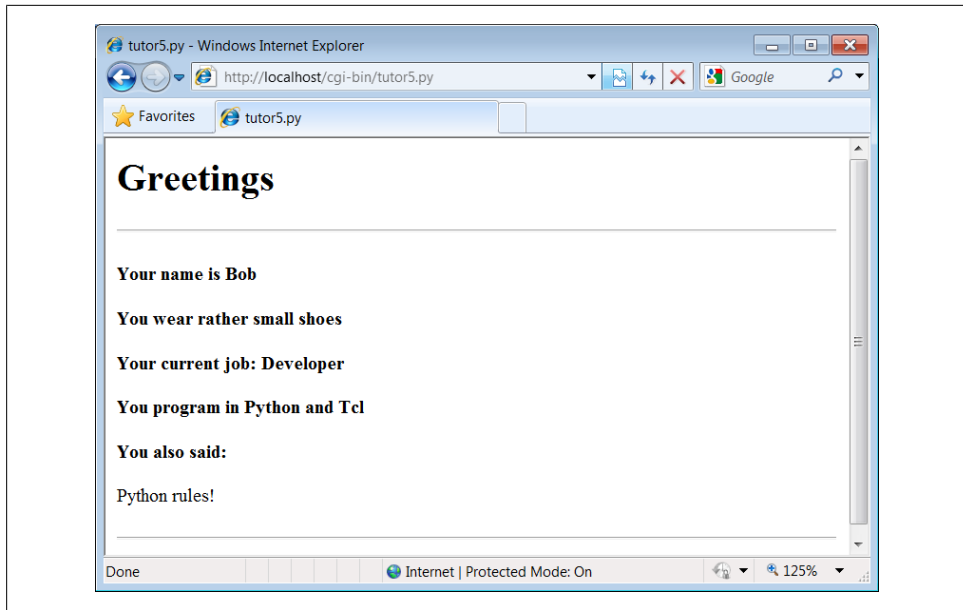 tutor5.py - Windows Internet Explorer
http://localhost/cgi-bin/tutor5.py
Google
Favorites
tutor5.py
Greetings
Your name is Bob
You wear rather small shoes
Your current job: Developer
You program in Python and Tcl
You also said:
Python rules!
Done
Internet | Protected Mode: On
125%